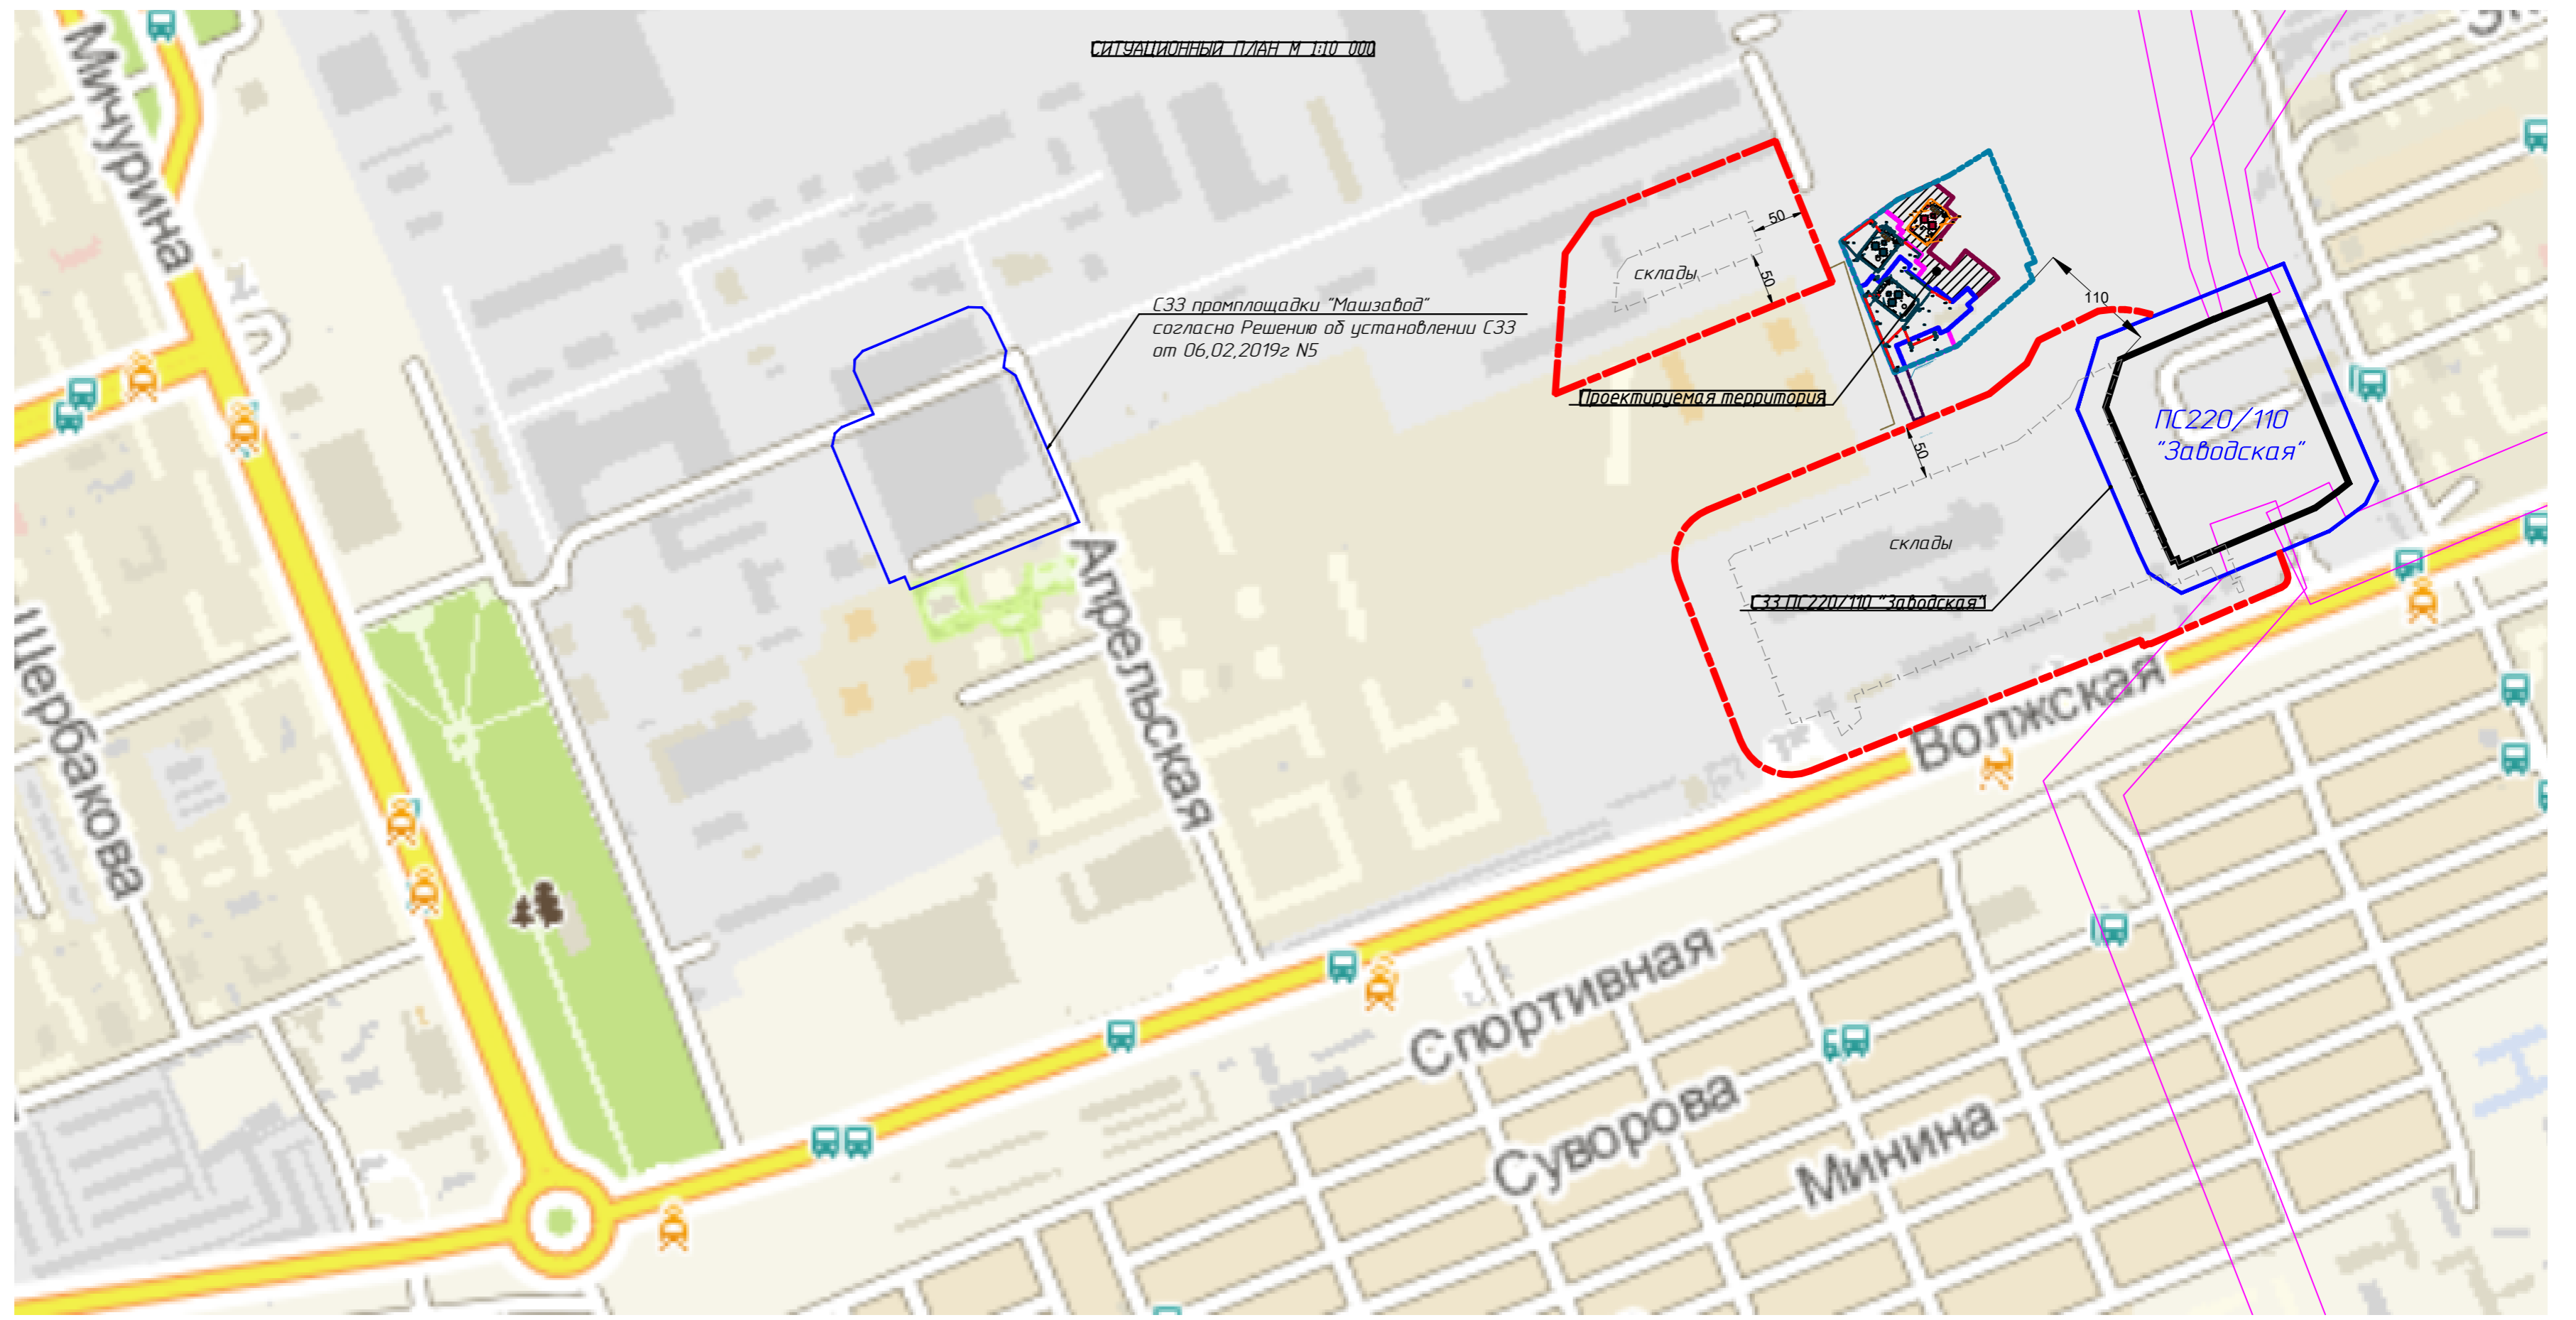 СИТУАЦИОННЫЙ ПЛАН М 1:10 000
Мичурина
50
склады
50
СЗЗ промплощадки "Машзавод"
согласно Решению об установлении СЗЗ
от 06,02,2019г N5
110
Проектируемая территория
ПС220/110
"Заводская"
50
склады
СЗЗ ПС220/110 "Заводская"
Апрельская
Щербакова
Волжская
Спортивная
Суворова
Минина